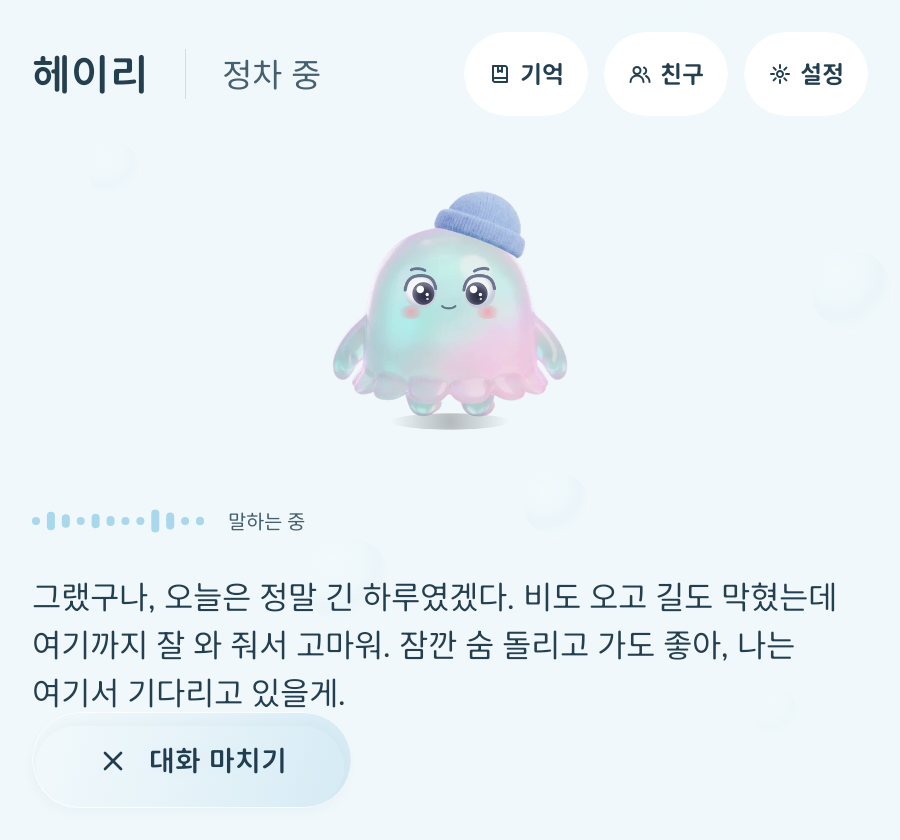 헤이리
정차 중
기억
친구
설정
말하는 중
그랬구나, 오늘은 정말 긴 하루였겠다. 비도 오고 길도 막혔는데
여기까지 잘 와 줘서 고마워. 잠깐 숨 돌리고 가도 좋아, 나는
여기서 기다리고 있을게.
대화 마치기